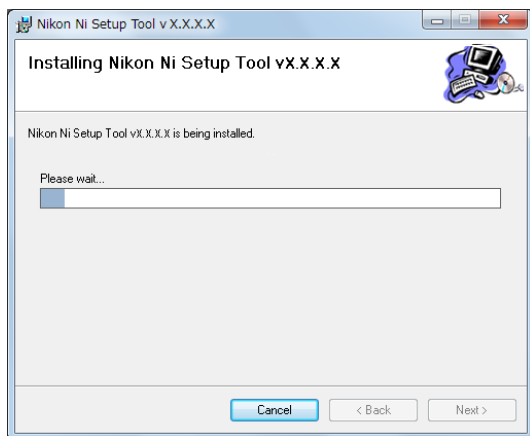 Nikon Ni Setup Tool v X.X.X.X
Installing Nikon Ni Setup Tool vX.X.X.X
Nikon Ni Setup Tool vX.X.X.X is being installed.
Please wait...
Cancel
< Back
Next >